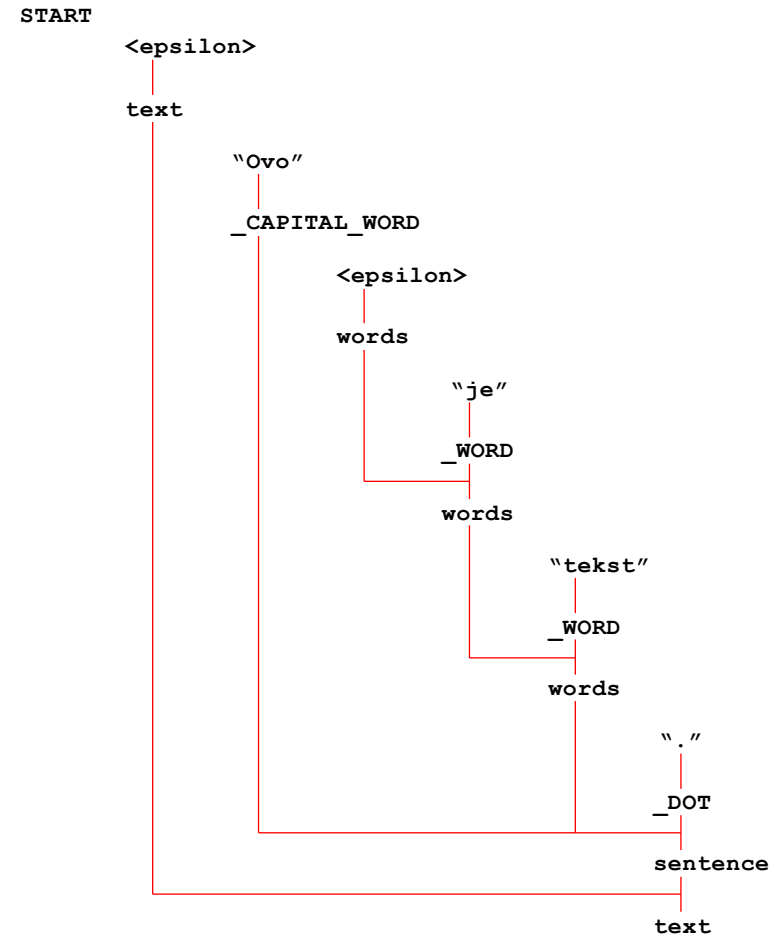 START
<epsilon>
text
“Ovo”
_CAPITAL_WORD
<epsilon>
words
“je”
_WORD
words
“tekst”
_WORD
words
“.”
_DOT
sentence
text